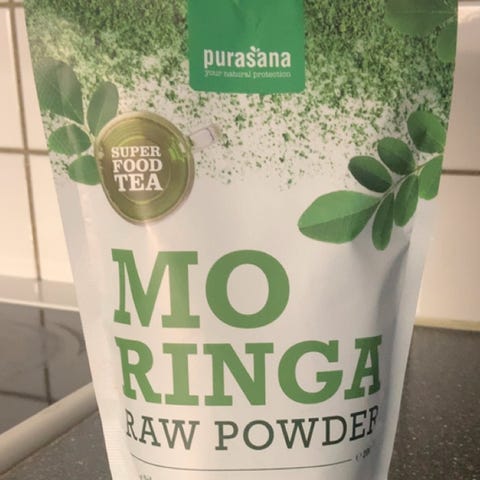 purasana
your natural protection
SUPER
FOOD
TEA
MO
RINGA
RAW POWDER